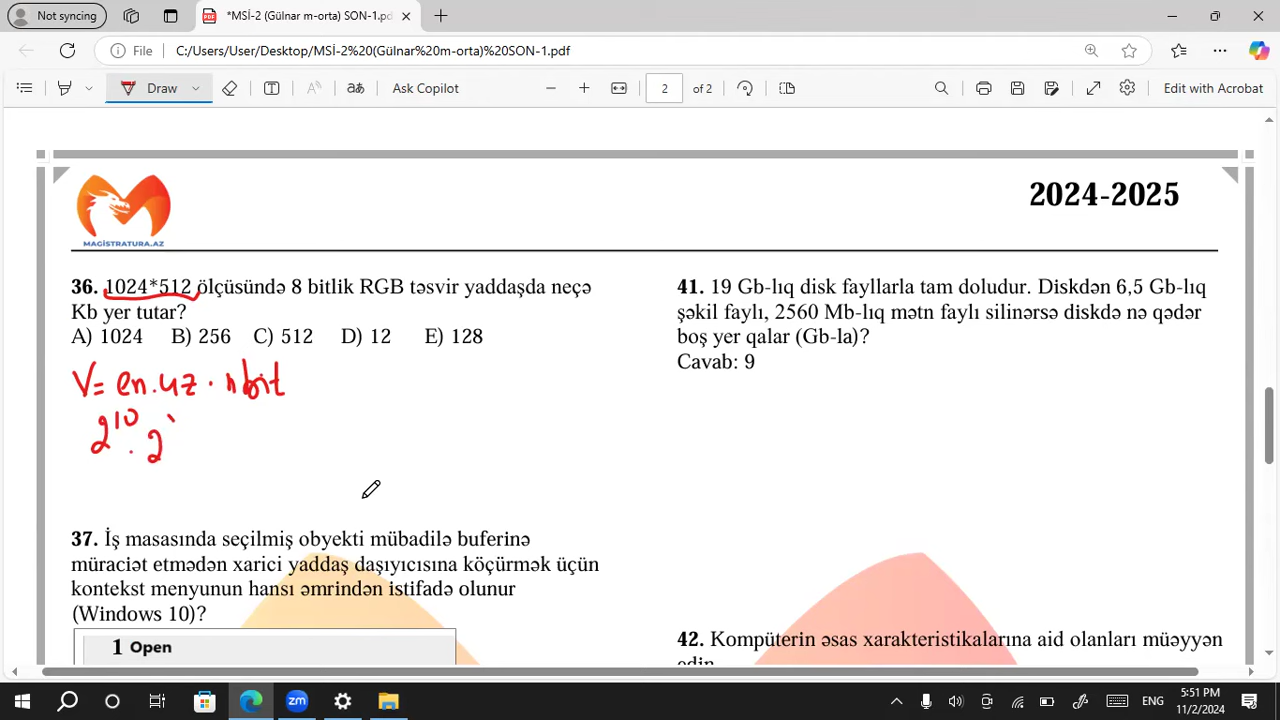 Not syncing
*MSİ-2 (Gülnar m-orta) SON-1.pd
File
C:/Users/User/Desktop/MSİ-2%20(Gülnar%20m-orta)%20SON-1.pdf
Draw
Ask Copilot
2 of 2
Edit with Acrobat
MAGİSTRATURA.AZ
2024-2025
36. 1024*512 ölçüsündə 8 bitlik RGB təsvir yaddaşda neçə
Kb yer tutar?
A) 1024 B) 256 C) 512 D) 12 E) 128
V= en.uz . n bit
2^10 . 2
37. İş masasında seçilmiş obyekti mübadilə buferinə
müraciət etmədən xarici yaddaş daşıyıcısına köçürmək üçün
kontekst menyunun hansı əmrindən istifadə olunur
(Windows 10)?
1 Open
41. 19 Gb-lıq disk fayllarla tam doludur. Diskdən 6,5 Gb-lıq
şəkil faylı, 2560 Mb-lıq mətn faylı silinərsə diskdə nə qədər
boş yer qalar (Gb-la)?
Cavab: 9
42. Kompüterin əsas xarakteristikalarına aid olanları müəyyən
edin
ENG
5:51 PM
11/2/2024